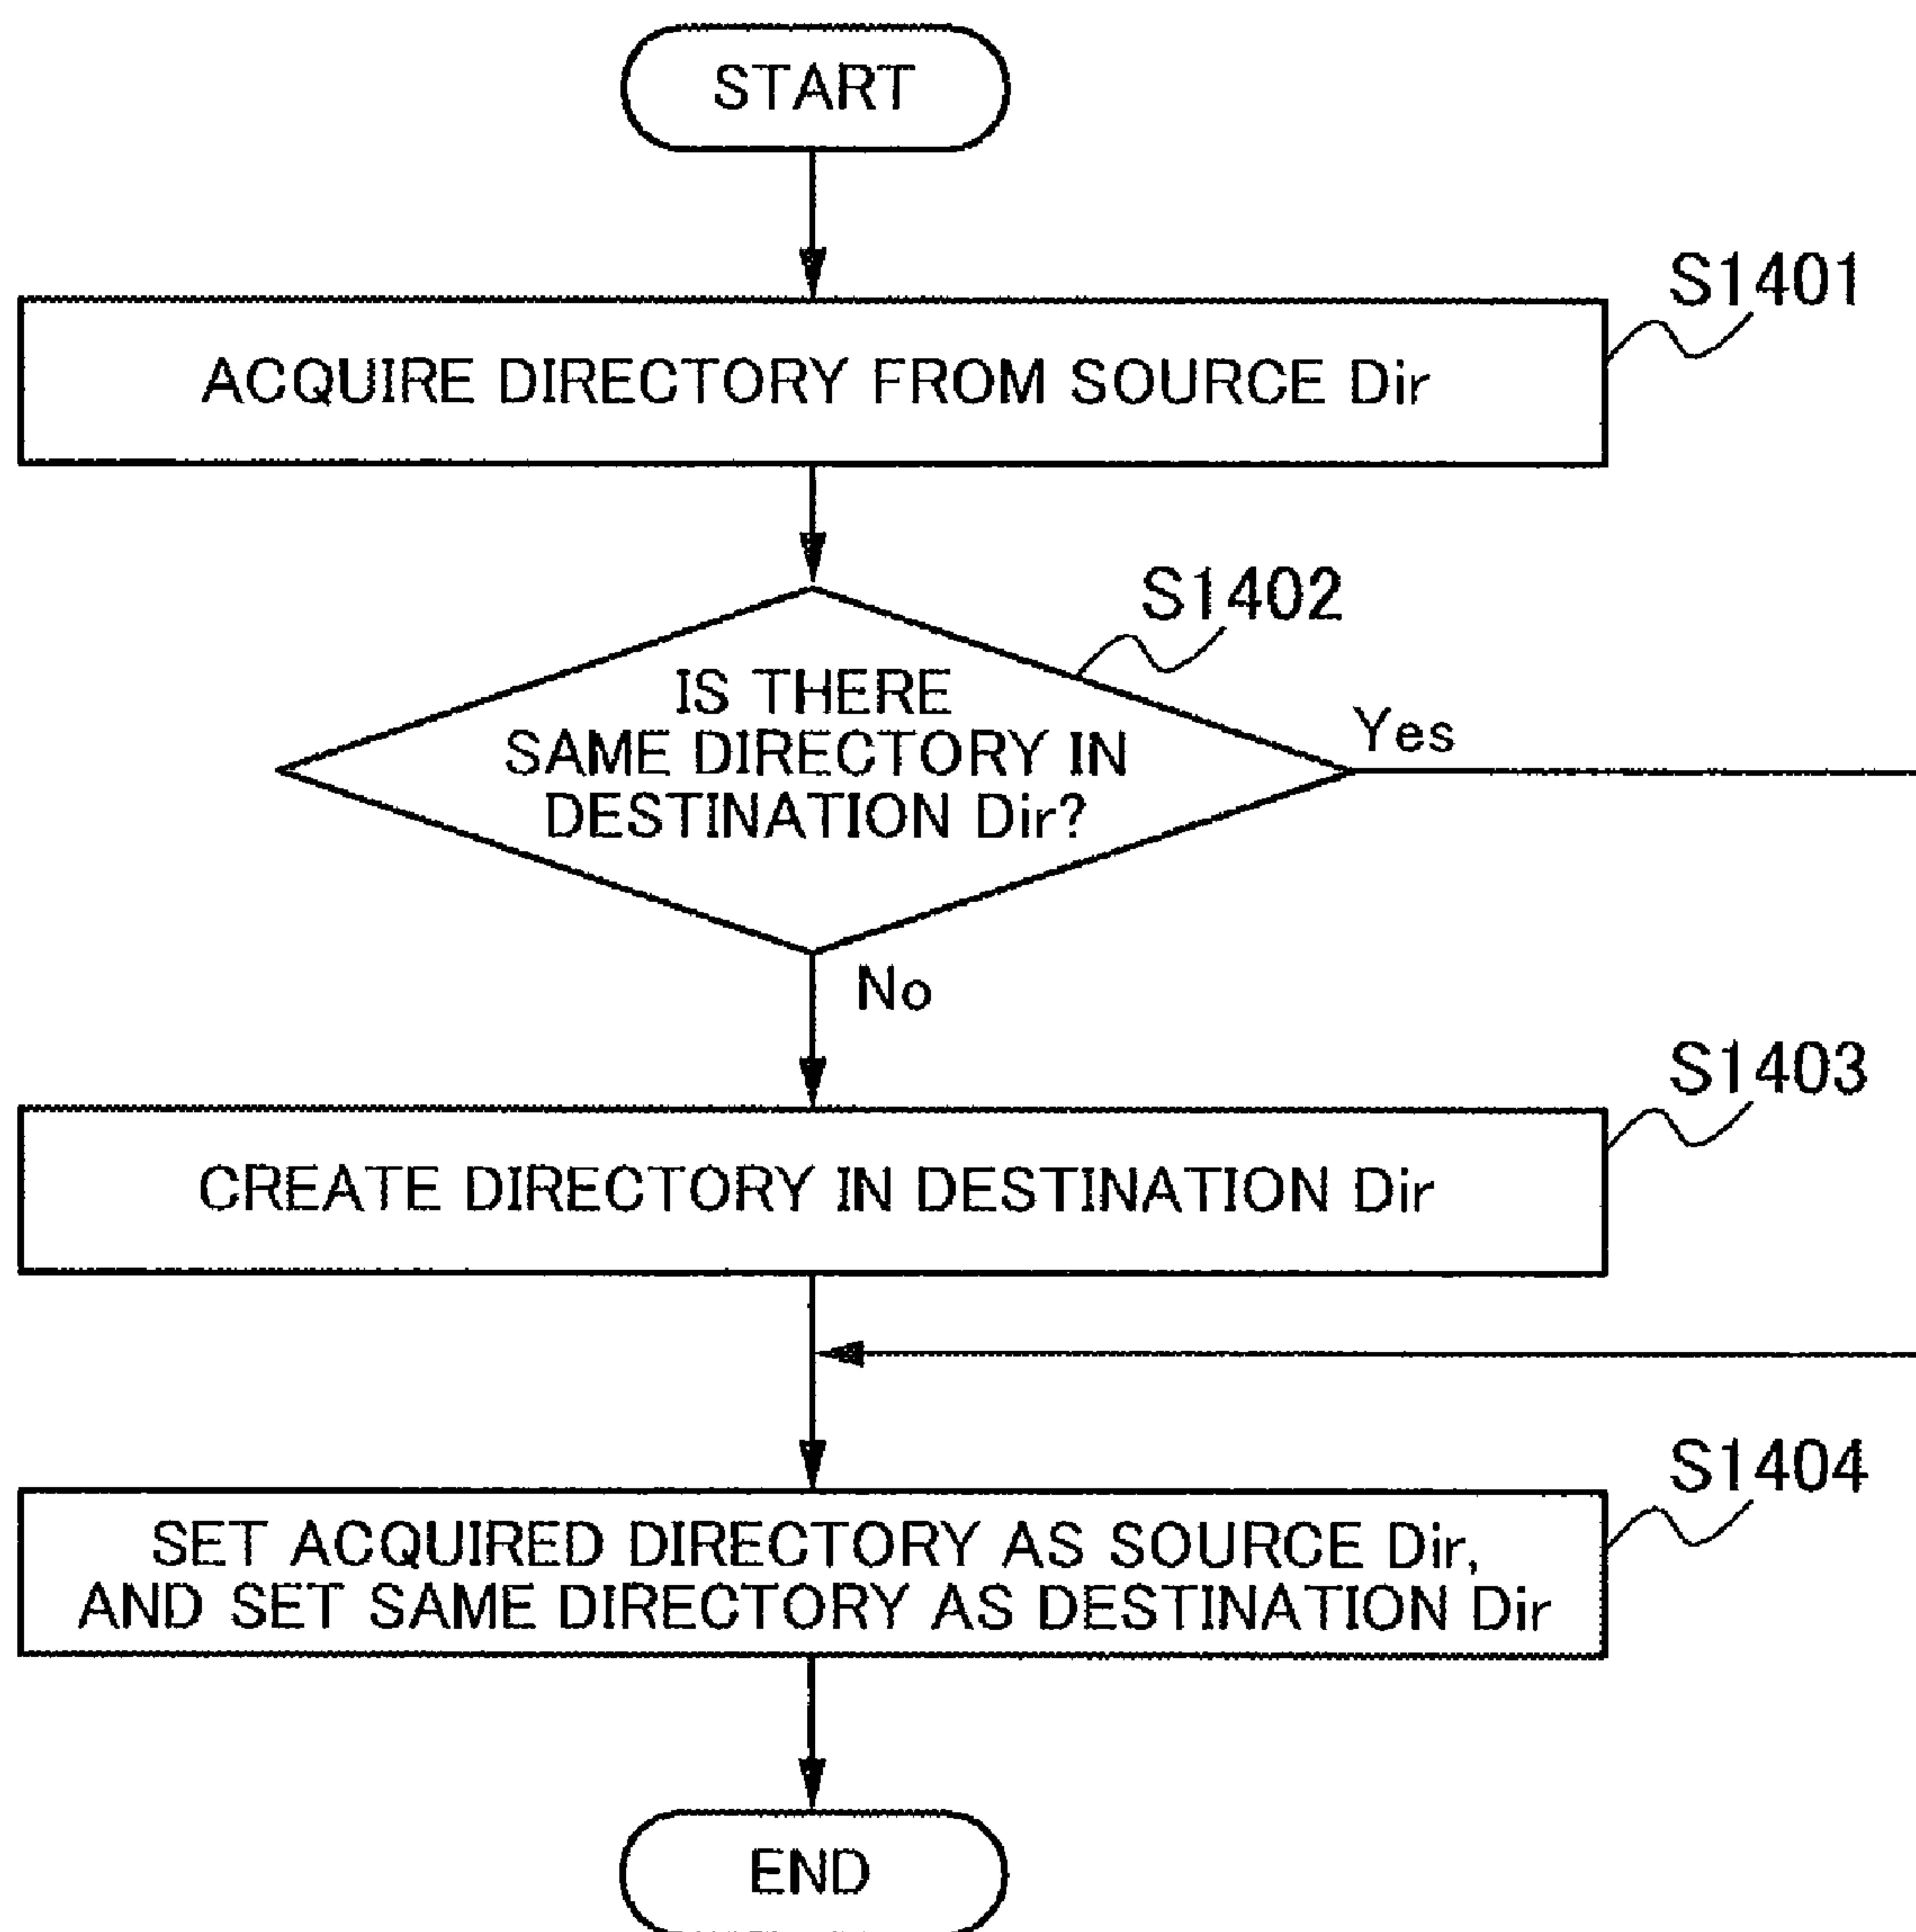 START
S1401
ACQUIRE DIRECTORY FROM SOURCE Dir
S1402
IS THERE
SAME DIRECTORY IN
DESTINATION Dir?
Yes
No
S1403
CREATE DIRECTORY IN DESTINATION Dir
S1404
SET ACQUIRED DIRECTORY AS SOURCE Dir,
AND SET SAME DIRECTORY AS DESTINATION Dir
END